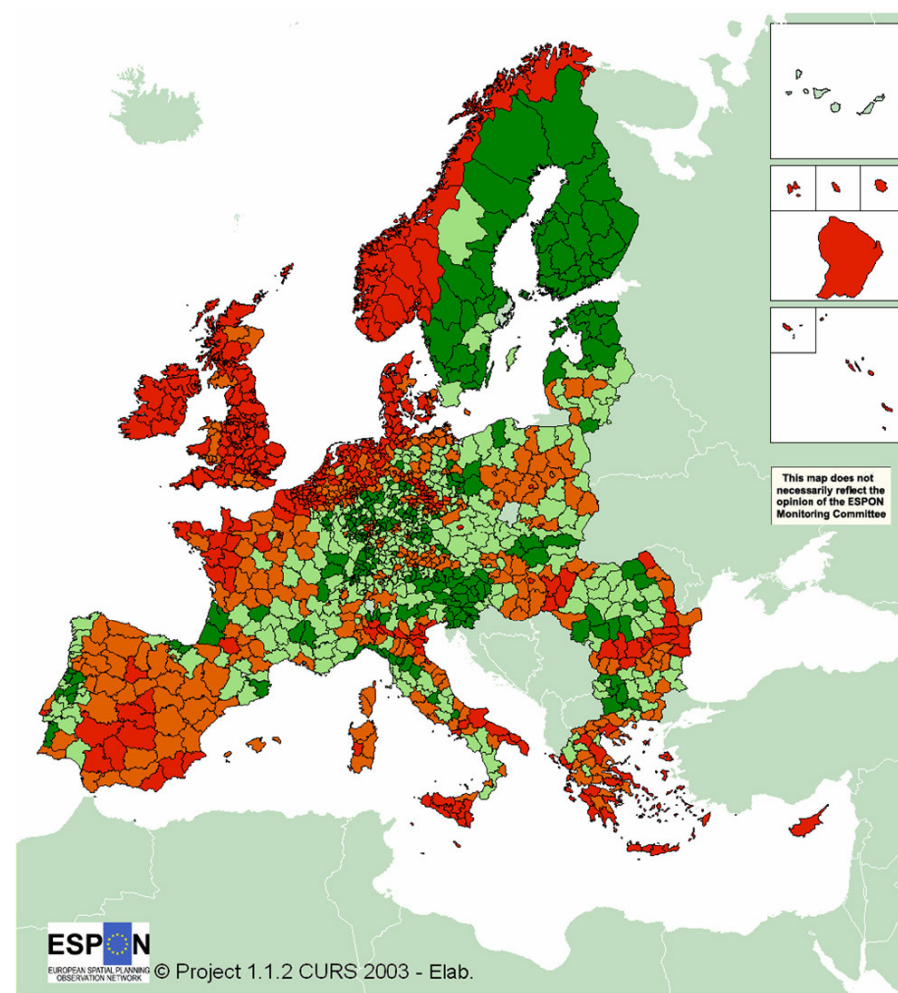 This map does not
necessarily reflect the
opinion of the ESPON
Monitoring Committee
ESPON
EUROPEAN SPATIAL PLANNING
OBSERVATION NETWORK
© Project 1.1.2 CURS 2003 - Elab.